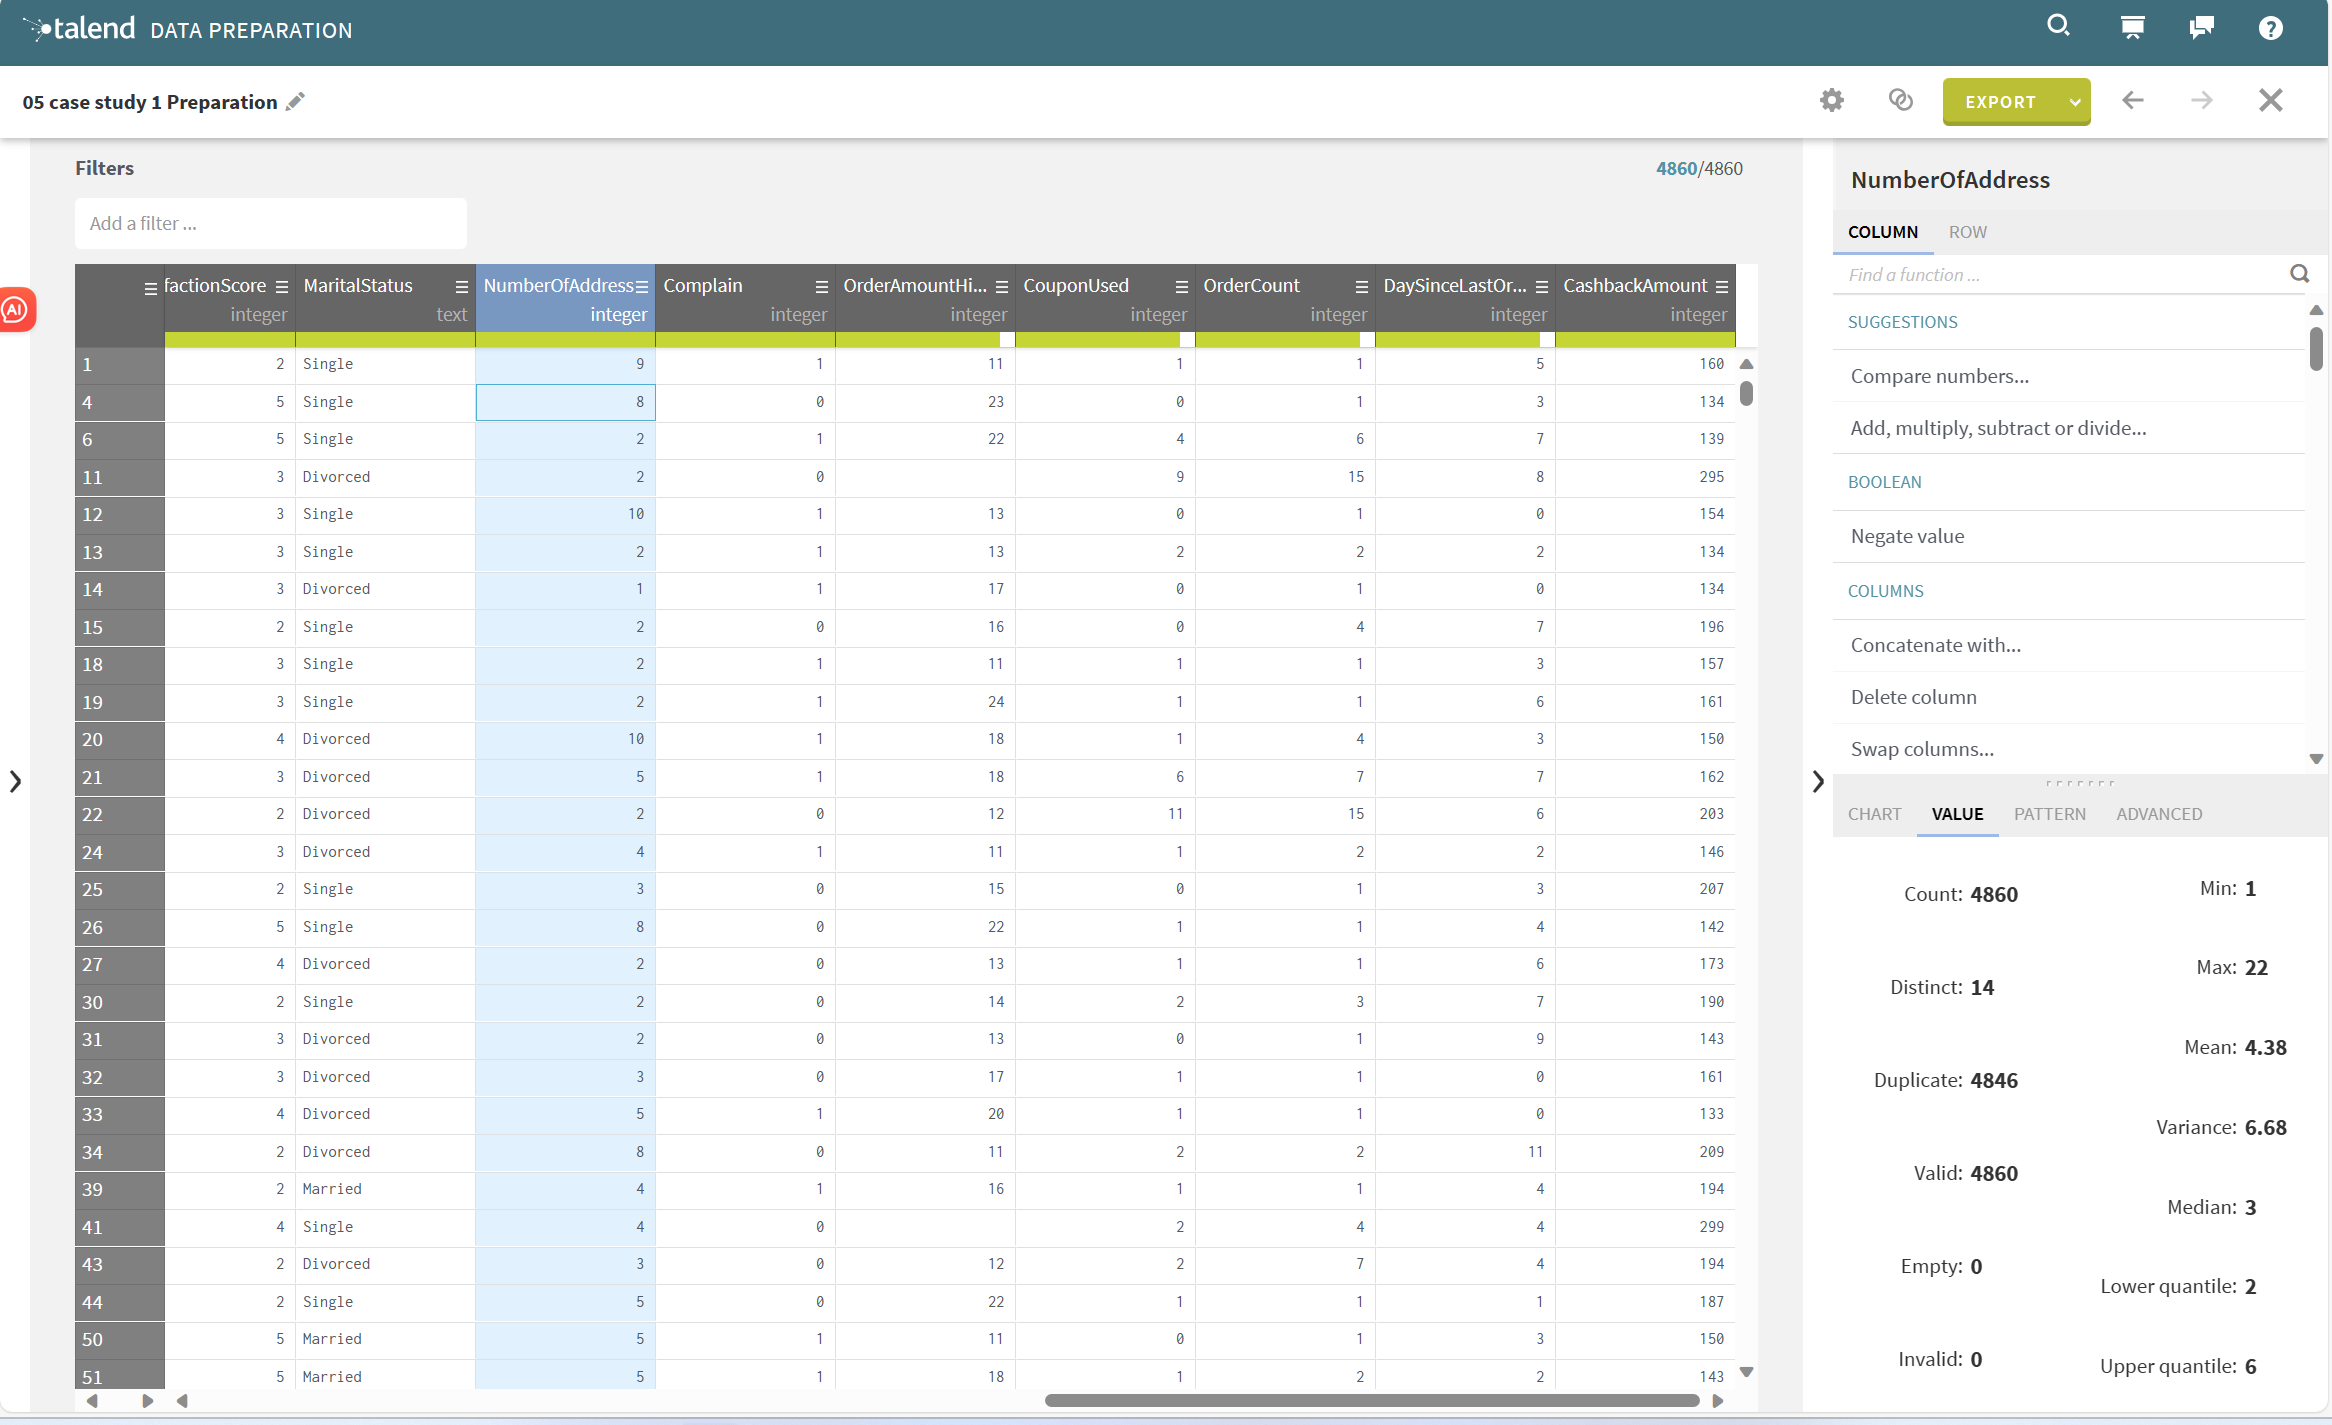 talend DATA PREPARATION
05 case study 1 Preparation
EXPORT
Filters
4860/4860
Add a filter ...
factionScore MaritalStatus NumberOfAddress Complain OrderAmountHi... CouponUsed OrderCount DaySinceLastOr... CashbackAmount
integer text integer integer integer integer integer integer integer
1 2 Single 9 1 11 1 1 5 160
4 5 Single 8 0 23 0 1 3 134
6 5 Single 2 1 22 4 6 7 139
11 3 Divorced 2 0 9 15 8 295
12 3 Single 10 1 13 0 1 0 154
13 3 Single 2 1 13 2 2 2 134
14 3 Divorced 1 1 17 0 1 0 134
15 2 Single 2 0 16 0 4 7 196
18 3 Single 2 1 11 1 1 3 157
19 3 Single 2 1 24 1 1 6 161
20 4 Divorced 10 1 18 1 4 3 150
21 3 Divorced 5 1 18 6 7 7 162
22 2 Divorced 2 0 12 11 15 6 203
24 3 Divorced 4 1 11 1 2 2 146
25 2 Single 3 0 15 0 1 3 207
26 5 Single 8 0 22 1 1 4 142
27 4 Divorced 2 0 13 1 1 6 173
30 2 Single 2 0 14 2 3 7 190
31 3 Divorced 2 0 13 0 1 9 143
32 3 Divorced 3 0 17 1 1 0 161
33 4 Divorced 5 1 20 1 1 0 133
34 2 Divorced 8 0 11 2 2 11 209
39 2 Married 4 1 16 1 1 4 194
41 4 Single 4 0 2 4 4 299
43 2 Divorced 3 0 12 2 7 4 194
44 2 Single 5 0 22 1 1 1 187
50 5 Married 5 1 11 0 1 3 150
51 5 Married 5 1 18 1 2 2 143
AI
NumberOfAddress
COLUMN ROW
Find a function ...
SUGGESTIONS
Compare numbers...
Add, multiply, subtract or divide...
BOOLEAN
Negate value
COLUMNS
Concatenate with...
Delete column
Swap columns...
CHART VALUE PATTERN ADVANCED
Count: 4860
Distinct: 14
Duplicate: 4846
Valid: 4860
Empty: 0
Invalid: 0
Min: 1
Max: 22
Mean: 4.38
Variance: 6.68
Median: 3
Lower quantile: 2
Upper quantile: 6